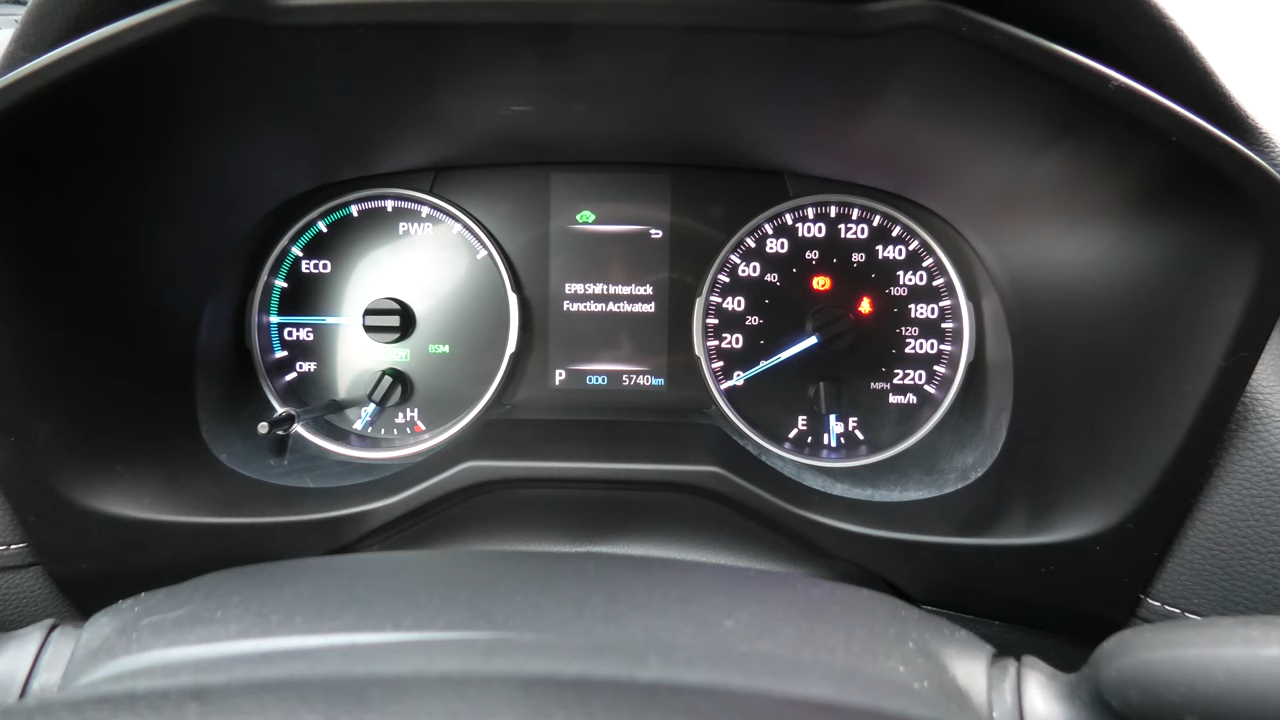 PWR
ECO
CHG
OFF
BSM
H
EPB Shift Interlock
Function Activated
P ODO 5740km
0
20
40
60
80
100
120
140
160
180
200
220
km/h
0
20
40
60
80
100
120
MPH
P
E
F